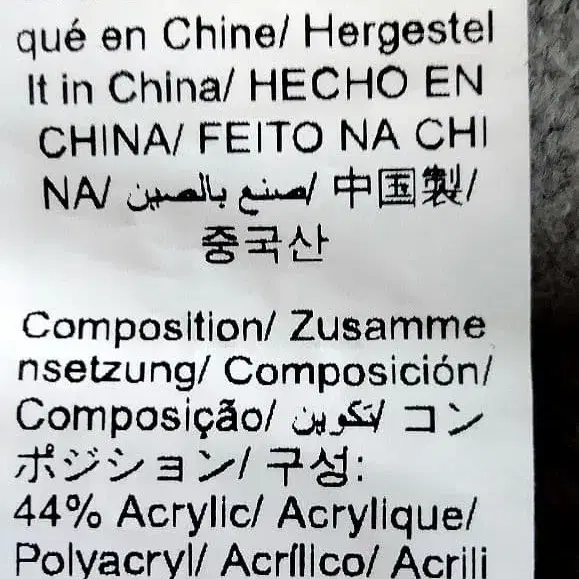 qué en Chine/ Hergestel
lt in China/ HECHO EN
CHINA/ FEITO NA CHI
NA/ صنع بالصين/ 中国製/
중국산
Composition/ Zusamme
nsetzung/ Composición/
Composição/ تكوين/ コン
ポジション/ 구성:
44% Acrylic/ Acrylique/
Polyacryl/ Acrílico/ Acríli